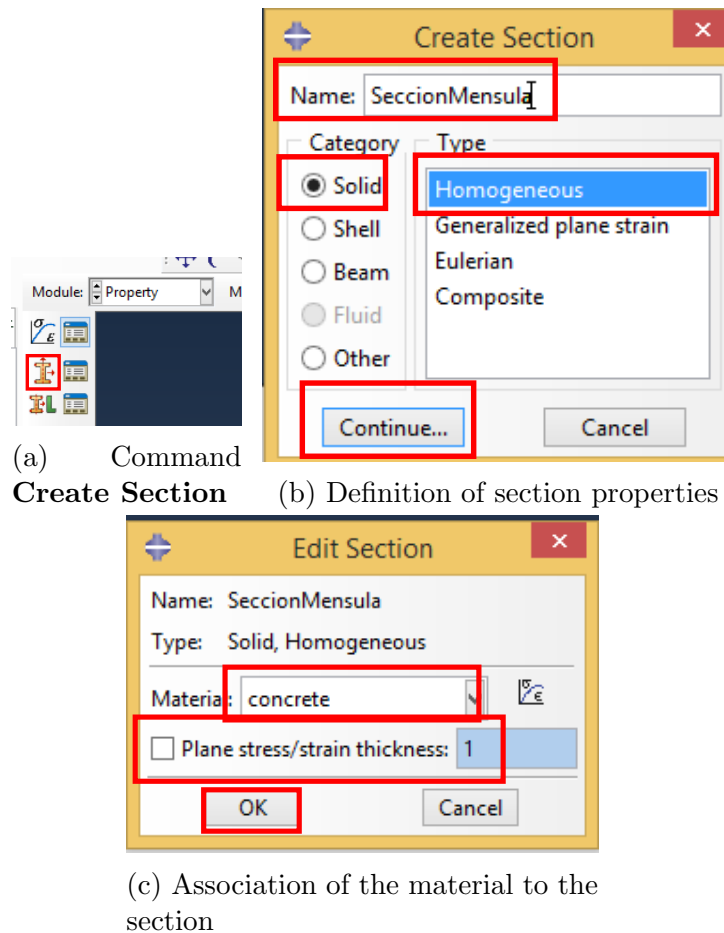 Create Section
Name: SeccionMensula
Category Type
Solid Homogeneous
Shell Generalized plane strain
Beam Eulerian
Fluid Composite
Other
Continue... Cancel
Module: Property M
σ
ε
L
(a) Command
Create Section
(b) Definition of section properties
Edit Section
Name: SeccionMensula
Type: Solid, Homogeneous
Material: concrete
σ
ε
Plane stress/strain thickness: 1
OK Cancel
(c) Association of the material to the
section